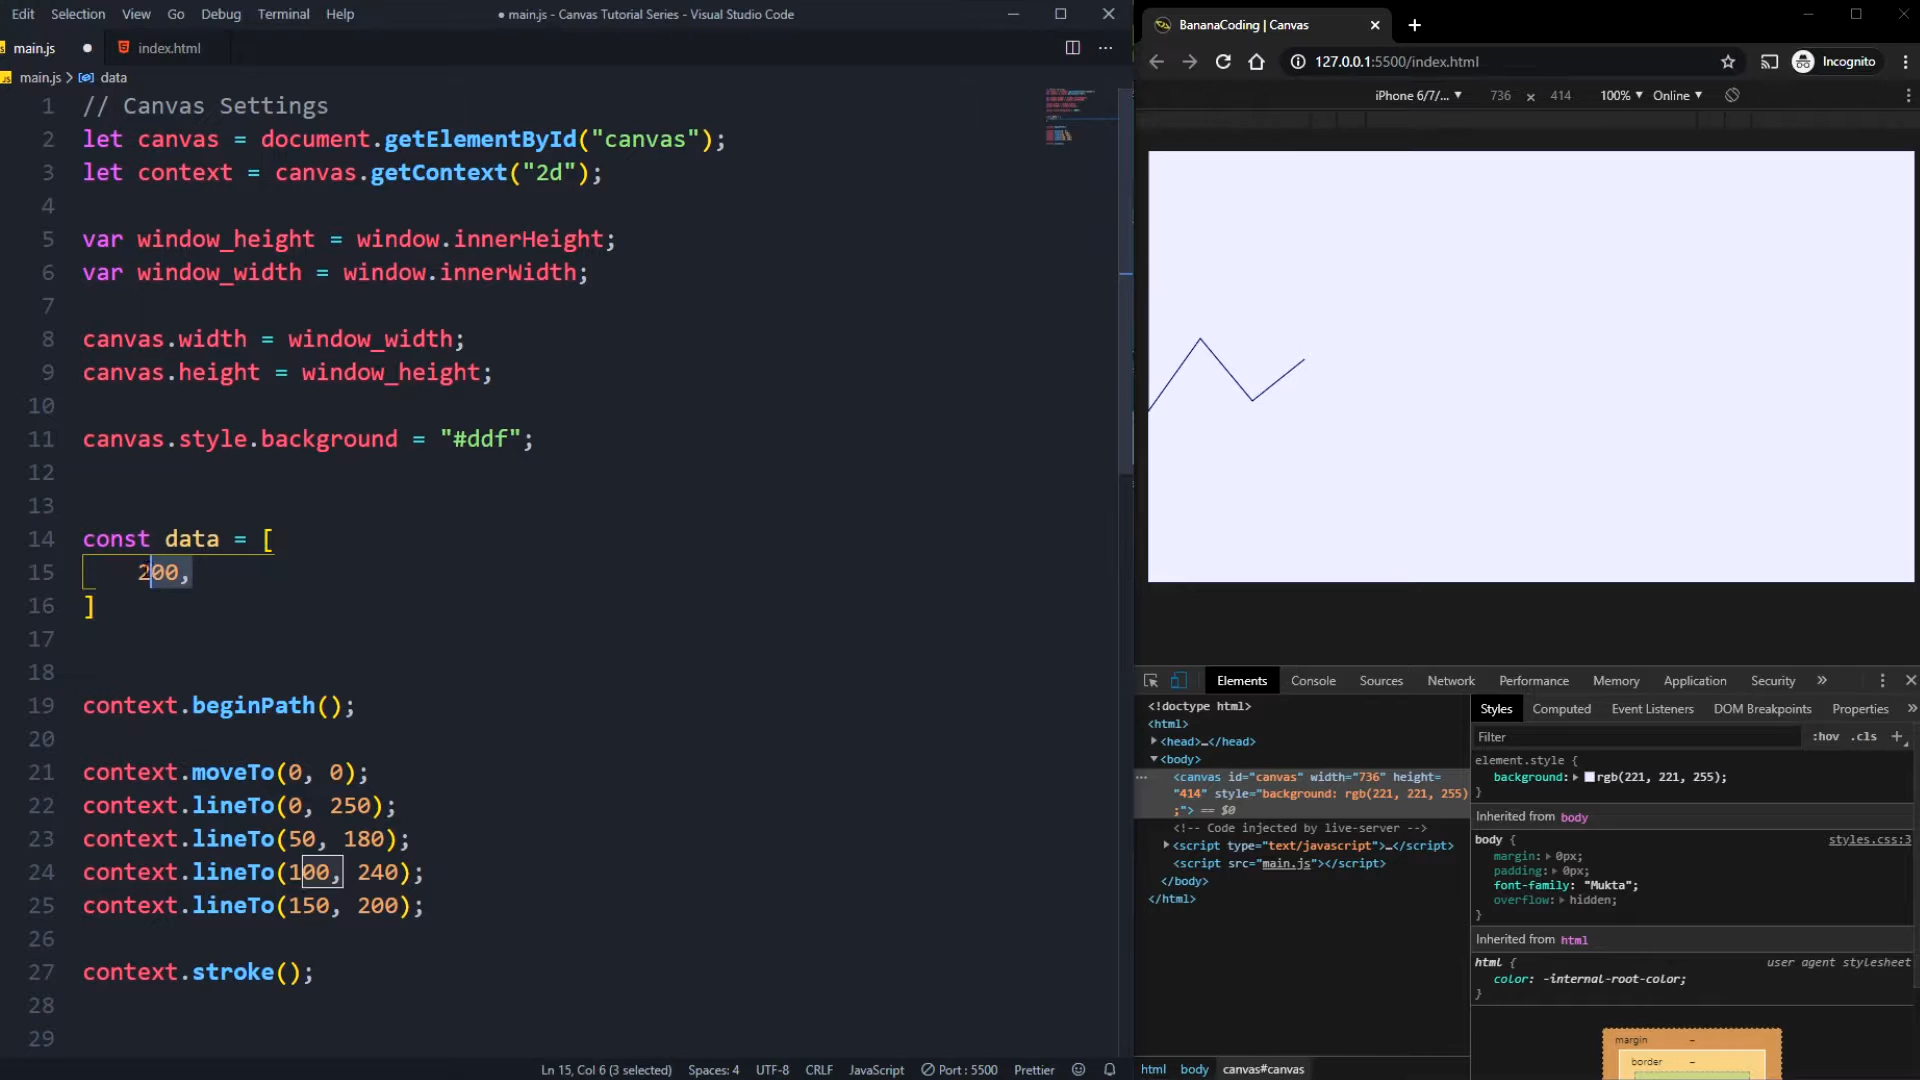 Edit Selection View Go Debug Terminal Help
● main.js - Canvas Tutorial Series - Visual Studio Code
main.js ● index.html
main.js > data
1 // Canvas Settings
2 let canvas = document.getElementById("canvas");
3 let context = canvas.getContext("2d");
4
5 var window_height = window.innerHeight;
6 var window_width = window.innerWidth;
7
8 canvas.width = window_width;
9 canvas.height = window_height;
10
11 canvas.style.background = "#ddf";
12
13
14 const data = [
15 200,
16 ]
17
18
19 context.beginPath();
20
21 context.moveTo(0, 0);
22 context.lineTo(0, 250);
23 context.lineTo(50, 180);
24 context.lineTo(100, 240);
25 context.lineTo(150, 200);
26
27 context.stroke();
28
29
Ln 15, Col 6 (3 selected) Spaces: 4 UTF-8 CRLF JavaScript Port : 5500 Prettier
BananaCoding | Canvas
127.0.0.1:5500/index.html Incognito
iPhone 6/7/... 736 × 414 100% Online
Elements Console Sources Network Performance Memory Application Security »
<!doctype html>
<html>
<head>…</head>
<body>
<canvas id="canvas" width="736" height=
"414" style="background: rgb(221, 221, 255)
;"> == $0
<!-- Code injected by live-server -->
<script type="text/javascript">…</script>
<script src="main.js"></script>
</body>
</html>
html body canvas#canvas
Styles Computed Event Listeners DOM Breakpoints Properties »
Filter :hov .cls +
element.style {
background: rgb(221, 221, 255);
}
Inherited from body
body { styles.css:3
margin: 0px;
padding: 0px;
font-family: "Mukta";
overflow: hidden;
}
Inherited from html
html { user agent stylesheet
color: -internal-root-color;
}
margin –
border –